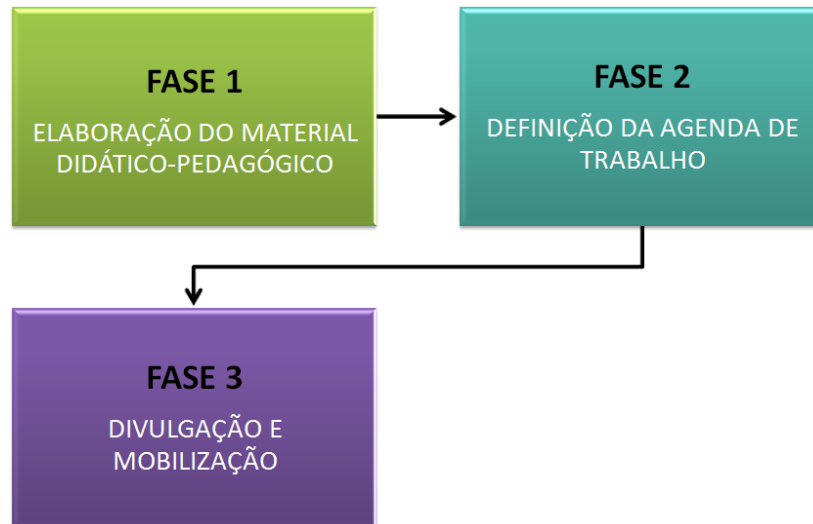 FASE 1
ELABORAÇÃO DO MATERIAL
DIDÁTICO-PEDAGÓGICO
FASE 2
DEFINIÇÃO DA AGENDA DE
TRABALHO
FASE 3
DIVULGAÇÃO E
MOBILIZAÇÃO